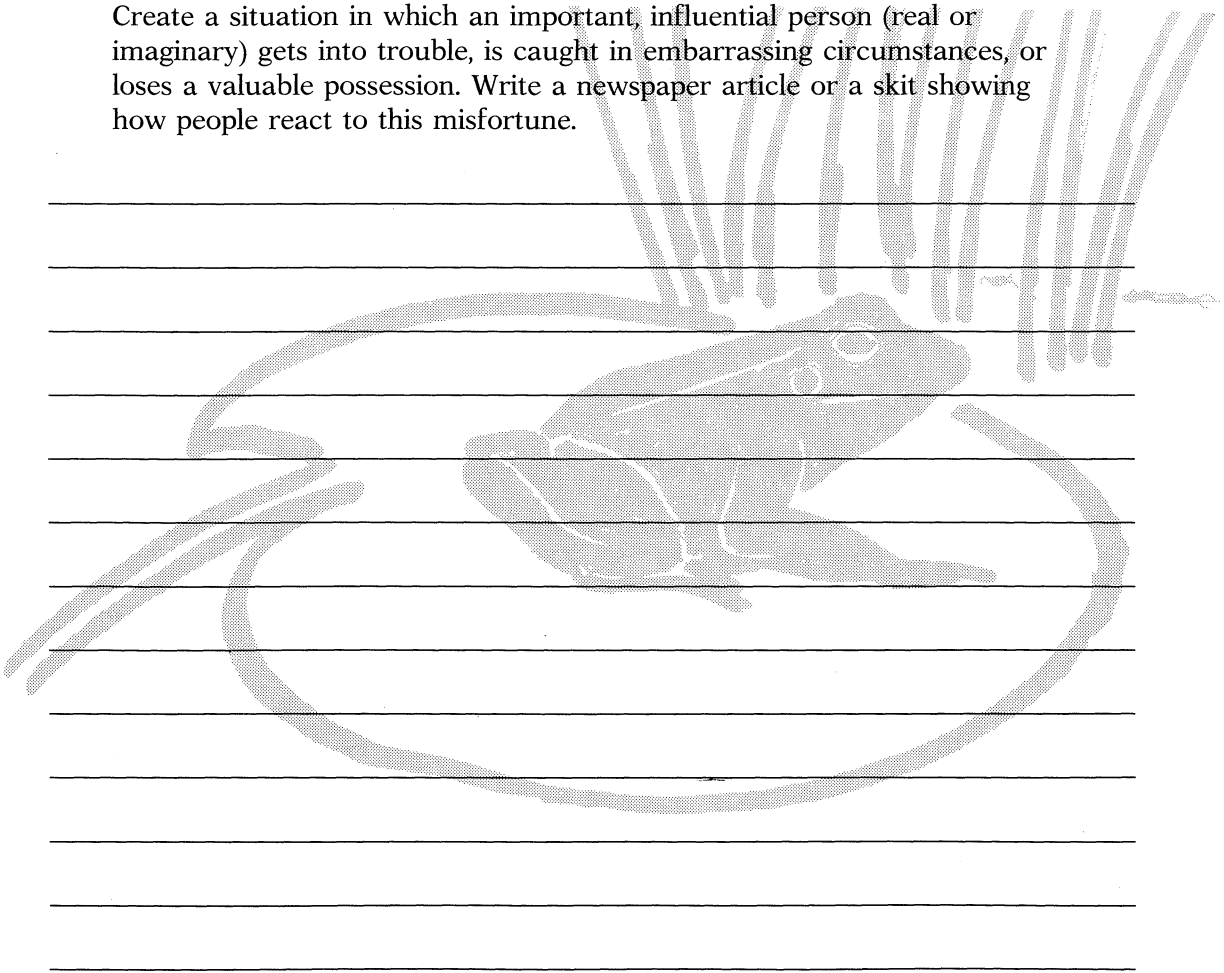 Create a situation in which an important, influential person (real or
imaginary) gets into trouble, is caught in embarrassing circumstances, or
loses a valuable possession. Write a newspaper article or a skit showing
how people react to this misfortune.